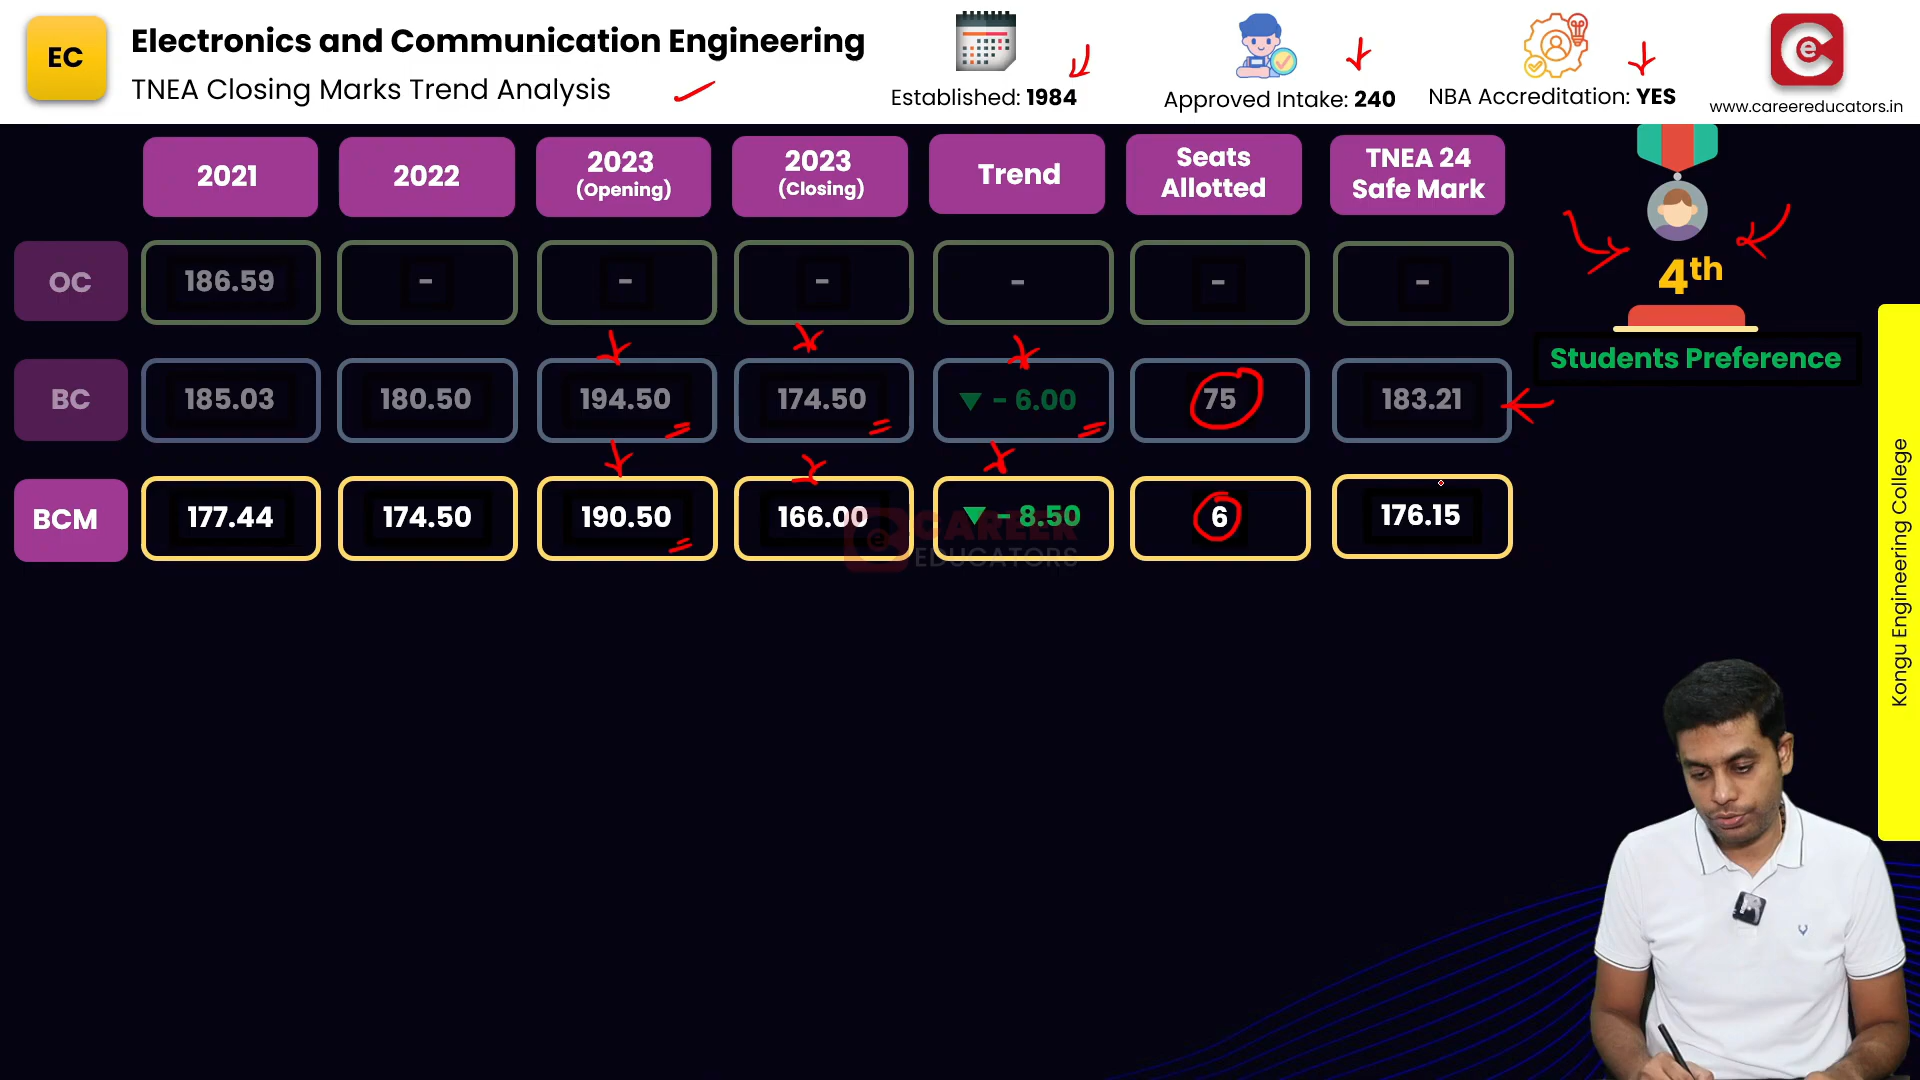 EC
Electronics and Communication Engineering
TNEA Closing Marks Trend Analysis
Established: 1984
Approved Intake: 240
NBA Accreditation: YES
e
www.careereducators.in
2021
2022
2023
(Opening)
2023
(Closing)
Trend
Seats
Allotted
TNEA 24
Safe Mark
OC
186.59
-
-
-
-
-
-
4th
Students Preference
BC
185.03
180.50
194.50
174.50
▼ - 6.00
75
183.21
BCM
177.44
174.50
190.50
166.00
▼ - 8.50
6
176.15
CAREER
EDUCATORS
Kongu Engineering College